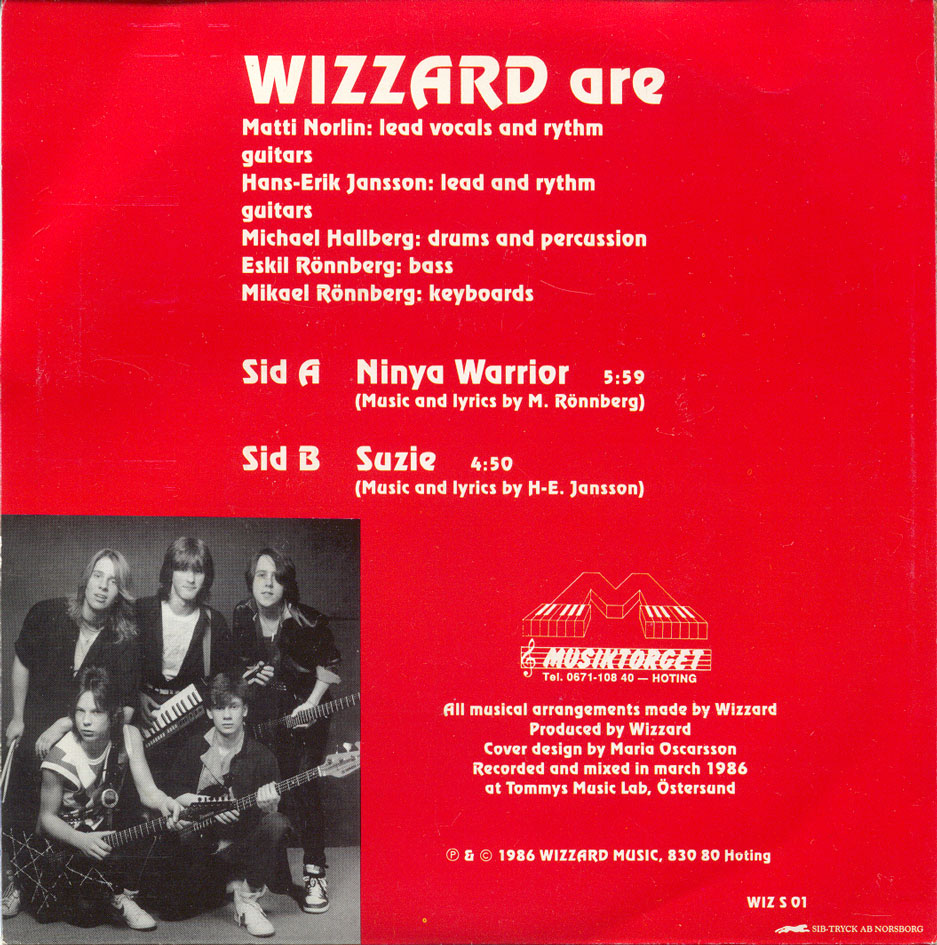 WIZZARD are
Matti Norlin: lead vocals and rythm
guitars
Hans-Erik Jansson: lead and rythm
guitars
Michael Hallberg: drums and percussion
Eskil Rönnberg: bass
Mikael Rönnberg: keyboards
Sid A Ninya Warrior 5:59
(Music and lyrics by M. Rönnberg)
Sid B Suzie 4:50
(Music and lyrics by H-E. Jansson)
MUSIKTORGET
Tel. 0671-108 40 — HOTING
All musical arrangements made by Wizzard
Produced by Wizzard
Cover design by Maria Oscarsson
Recorded and mixed in march 1986
at Tommys Music Lab, Östersund
℗ & © 1986 WIZZARD MUSIC, 830 80 Hoting
WIZ S 01
SIB-TRYCK AB NORSBORG